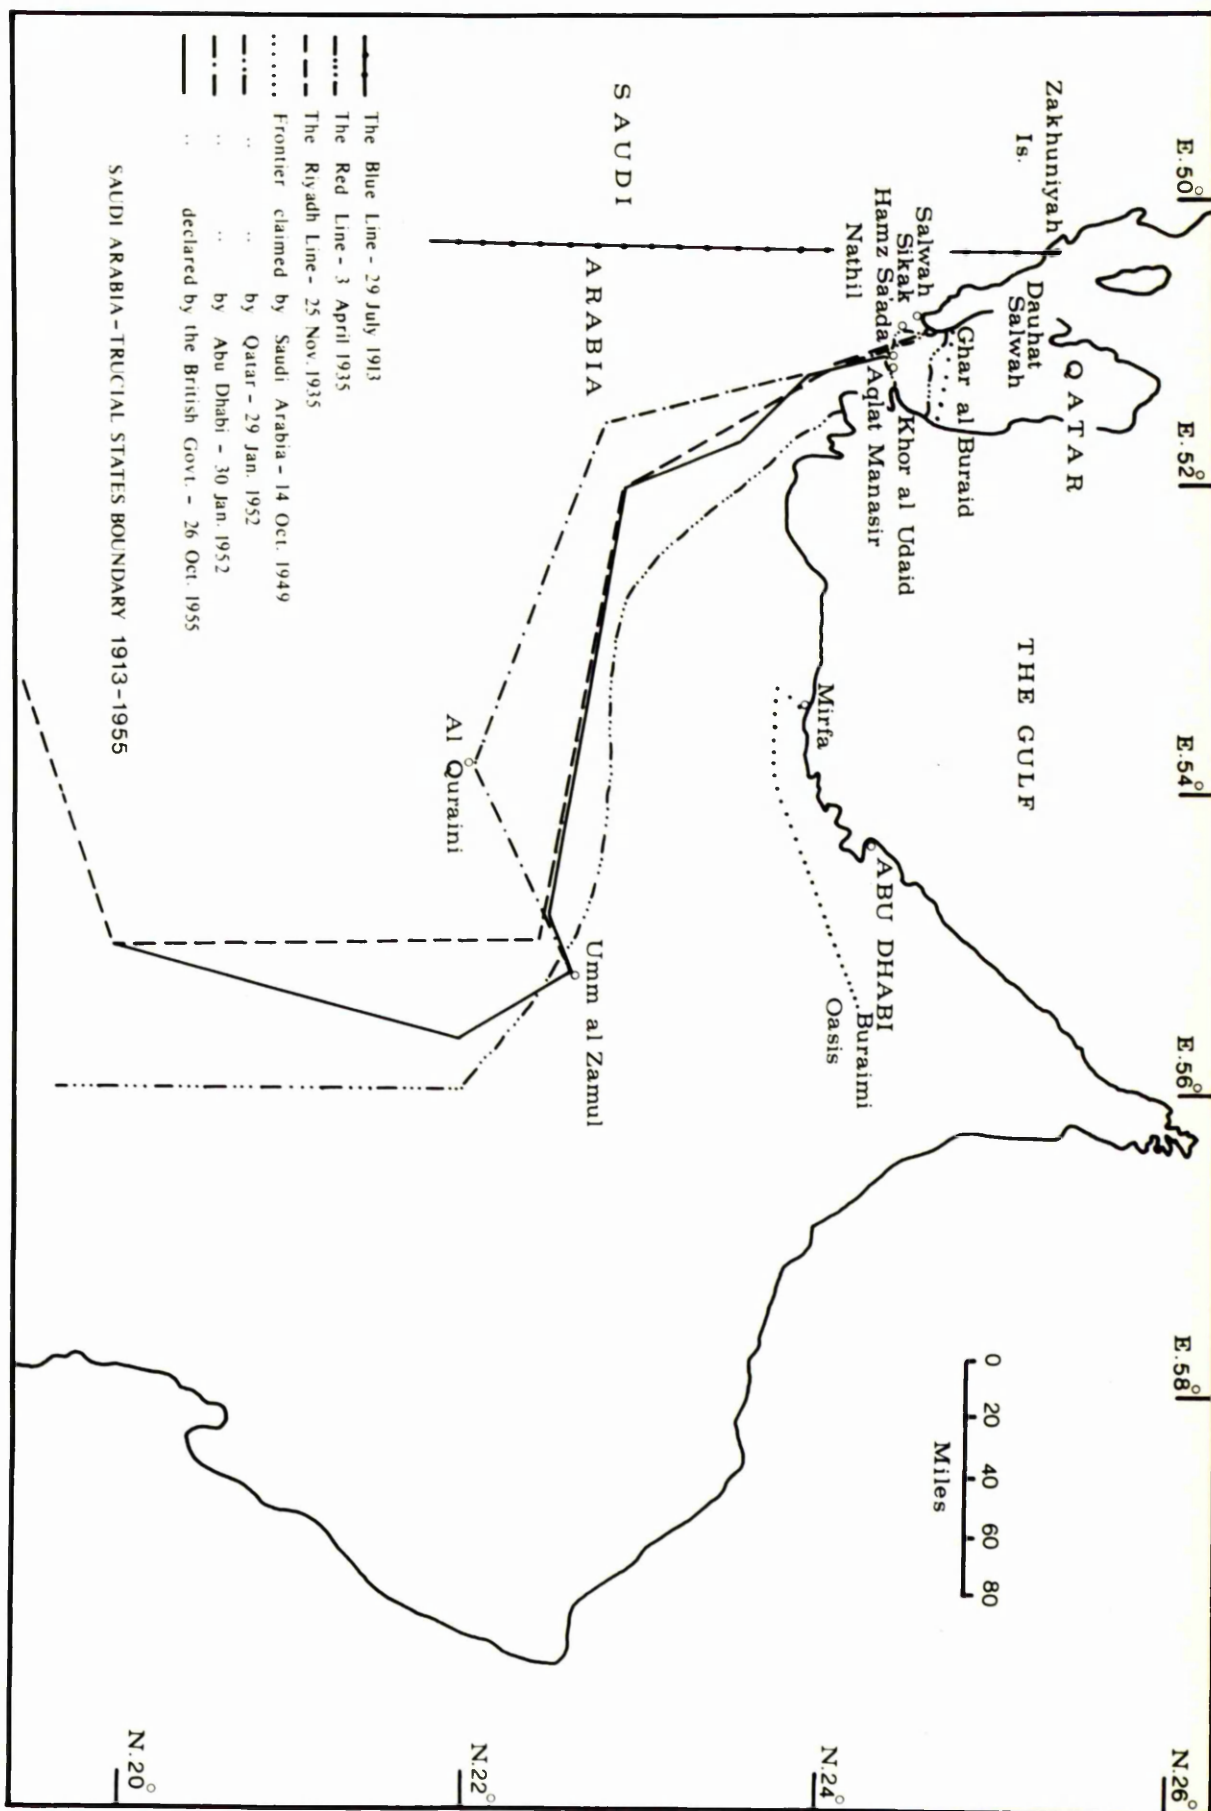 E.50°
E.52°
E.54°
E.56°
E.58°
N.26°
N.24°
N.22°
N.20°
Zakhuniyah
Is.
Dauhat
Salwah
QATAR
Ghar al Buraid
Salwah
Sikak
Hamz Sa'ada
Nathil
Khor al Udaid
Aqlat Manasir
THE GULF
Mirfa
ABU DHABI
Buraimi
Oasis
SAUDI
ARABIA
Umm al Zamul
Al Quraini
0 20 40 60 80
Miles
The Blue Line - 29 July 1913
The Red Line - 3 April 1935
The Riyadh Line - 25 Nov. 1935
Frontier claimed by Saudi Arabia - 14 Oct. 1949
.. .. by Qatar - 29 Jan. 1952
.. .. by Abu Dhabi - 30 Jan. 1952
.. declared by the British Govt. - 26 Oct. 1955
SAUDI ARABIA-TRUCIAL STATES BOUNDARY 1913-1955